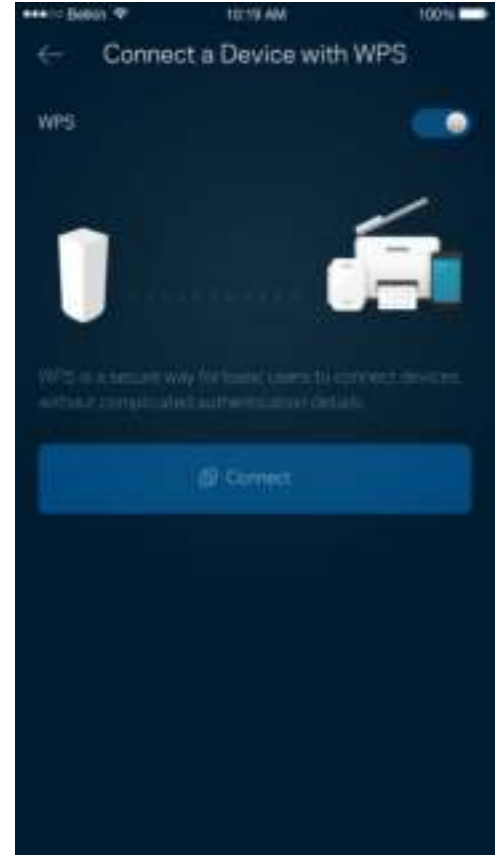 Belkin 10:19 AM 100%
Connect a Device with WPS
WPS
WPS is a secure way for basic users to connect devices
without complicated authentication details.
Connect